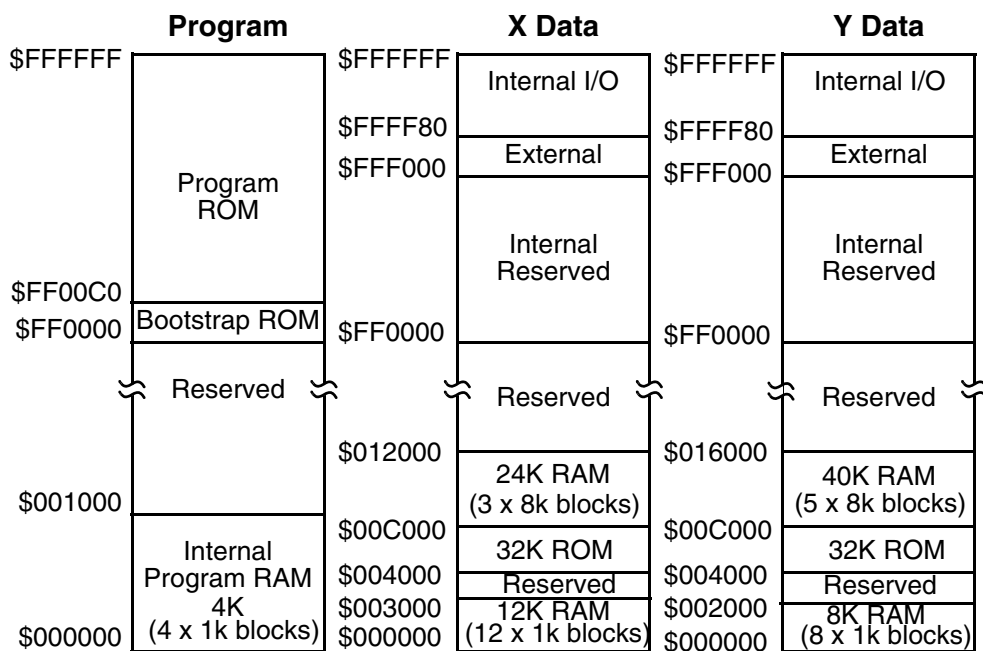 Program
$FFFFFF
Program
ROM
$FF00C0
Bootstrap ROM
$FF0000
Reserved
$001000
Internal
Program RAM
4K
(4 x 1k blocks)
$000000
X Data
$FFFFFF
Internal I/O
$FFFF80
External
$FFF000
Internal
Reserved
$FF0000
Reserved
$012000
24K RAM
(3 x 8k blocks)
$00C000
32K ROM
$004000
Reserved
$003000
12K RAM
(12 x 1k blocks)
$000000
Y Data
$FFFFFF
Internal I/O
$FFFF80
External
$FFF000
Internal
Reserved
$FF0000
Reserved
$016000
40K RAM
(5 x 8k blocks)
$00C000
32K ROM
$004000
Reserved
$002000
8K RAM
(8 x 1k blocks)
$000000